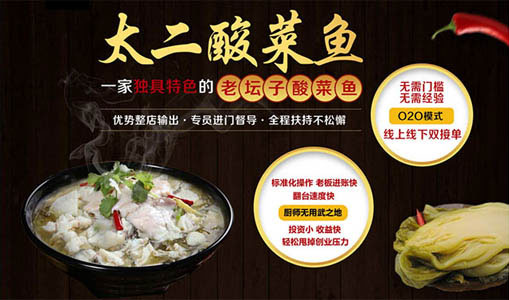 太二酸菜鱼
一家独具特色的老坛子酸菜鱼
优势整店输出·专员进门督导·全程扶持不松懈
无需门槛
无需经验
O2O模式
线上线下双接单
标准化操作 老板进账快
翻台速度快
厨师无用武之地
投资小 收益快
轻松甩掉创业压力